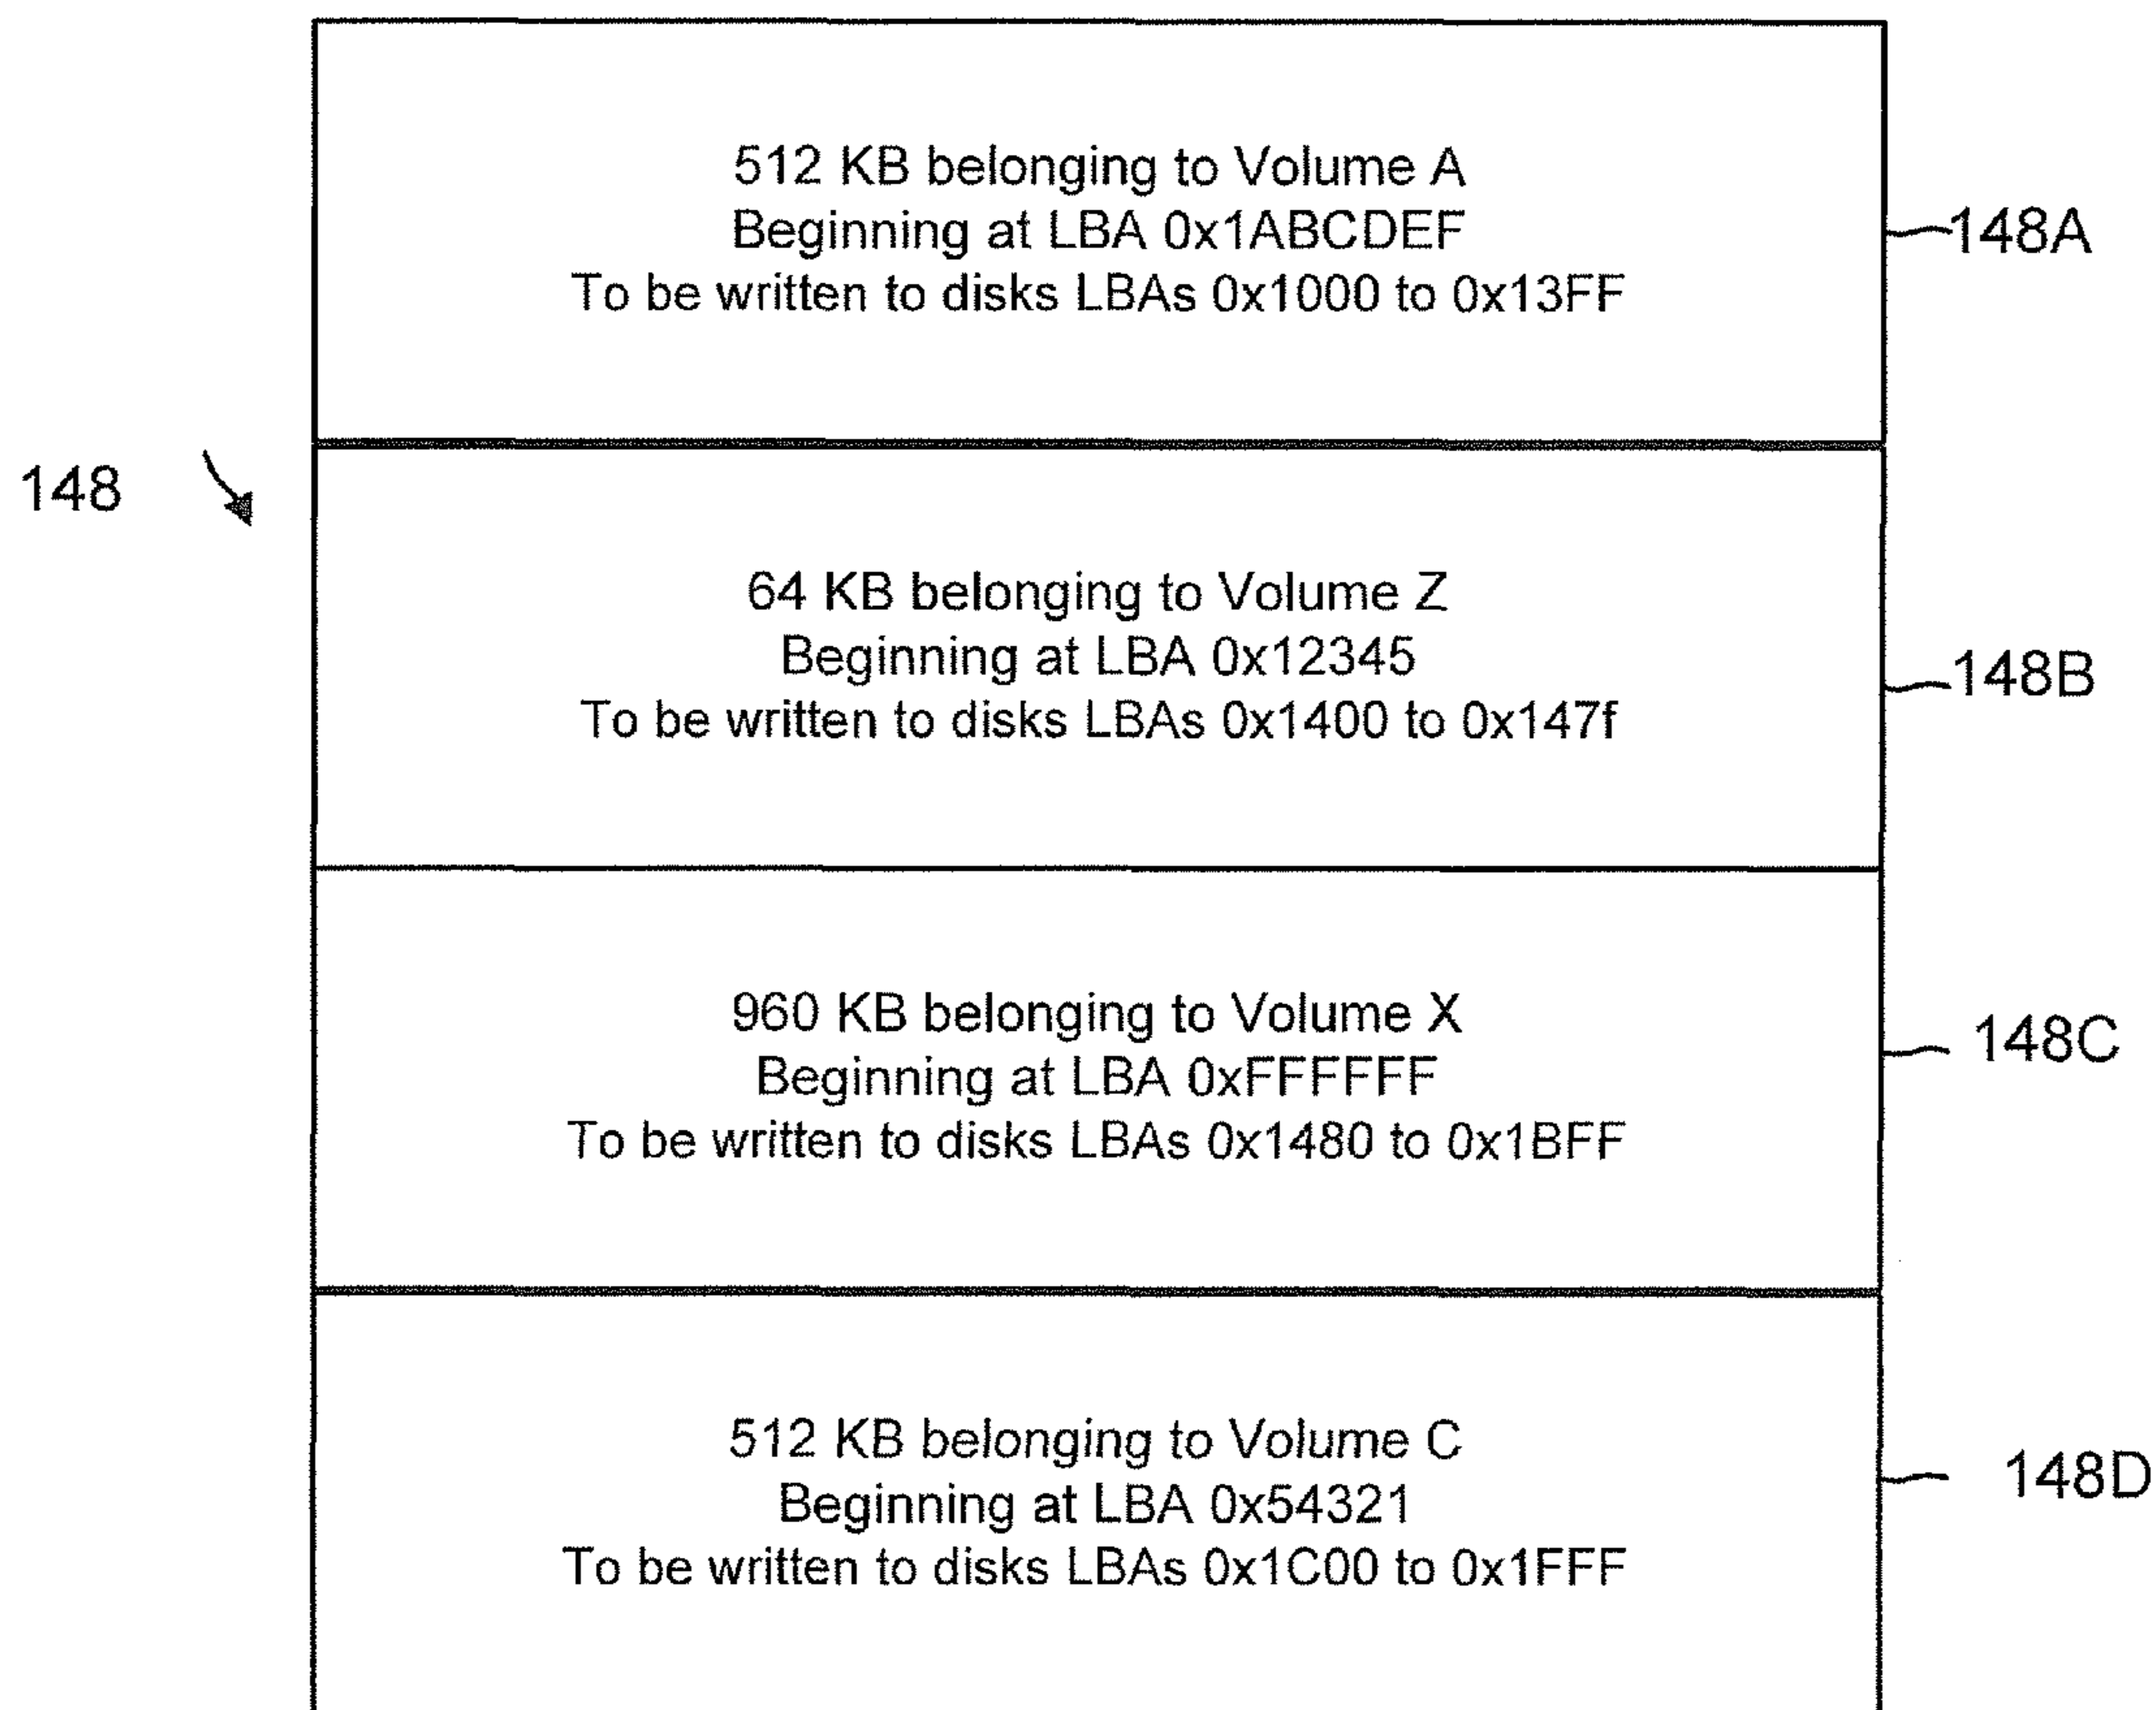 512 KB belonging to Volume A
Beginning at LBA 0x1ABCDEF
To be written to disks LBAs 0x1000 to 0x13FF
148A
148
64 KB belonging to Volume Z
Beginning at LBA 0x12345
To be written to disks LBAs 0x1400 to 0x147f
148B
960 KB belonging to Volume X
Beginning at LBA 0xFFFFFF
To be written to disks LBAs 0x1480 to 0x1BFF
148C
512 KB belonging to Volume C
Beginning at LBA 0x54321
To be written to disks LBAs 0x1C00 to 0x1FFF
148D